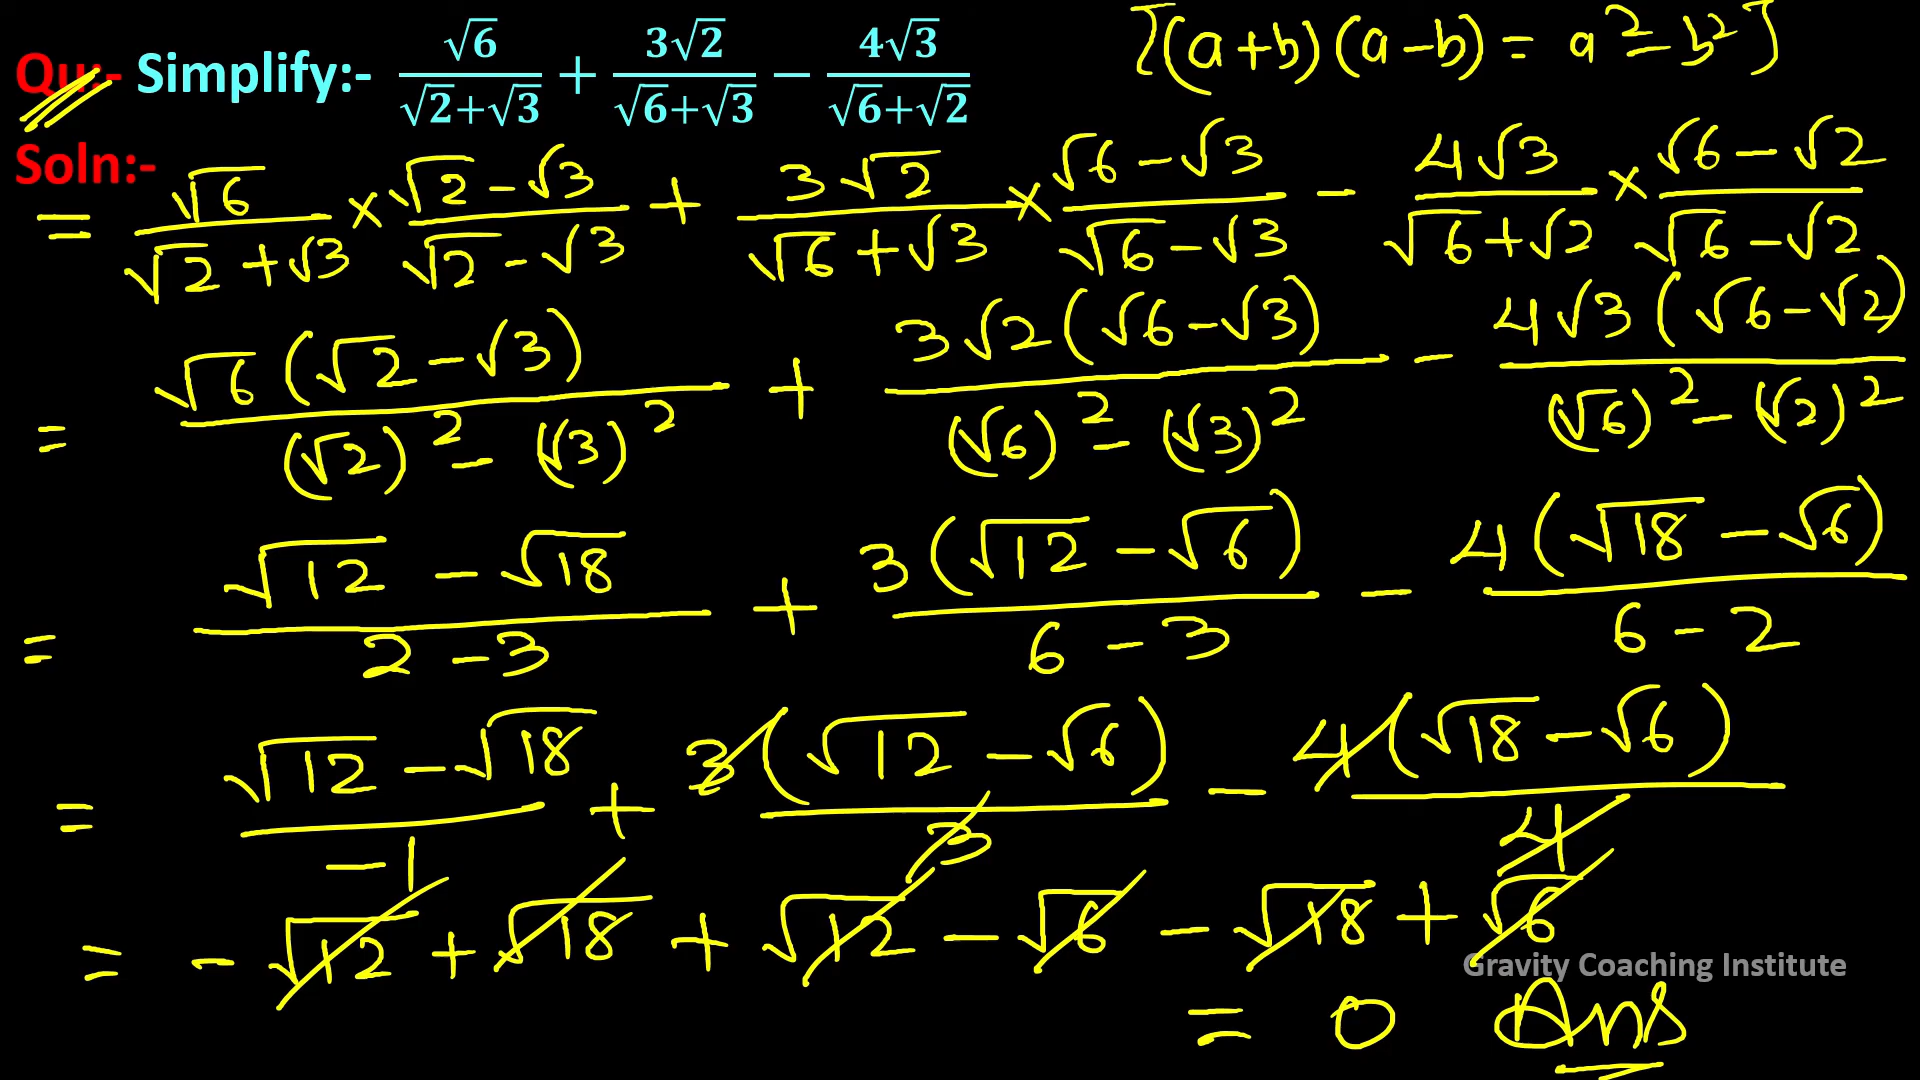 Qu:- Simplify:- √6/(√2+√3) + 3√2/(√6+√3) − 4√3/(√6+√2) [(a+b)(a−b) = a²−b²]
Soln:-
= √6/(√2+√3) × (√2−√3)/(√2−√3) + 3√2/(√6+√3) × (√6−√3)/(√6−√3) − 4√3/(√6+√2) × (√6−√2)/(√6−√2)
= √6(√2−√3)/((√2)²−(√3)²) + 3√2(√6−√3)/((√6)²−(√3)²) − 4√3(√6−√2)/((√6)²−(√2)²)
= (√12−√18)/(2−3) + 3(√12−√6)/(6−3) − 4(√18−√6)/(6−2)
= (√12−√18)/−1 + 3(√12−√6)/3 − 4(√18−√6)/4
= −√12 + √18 + √12 − √6 − √18 + √6
Gravity Coaching Institute
= 0 Ans